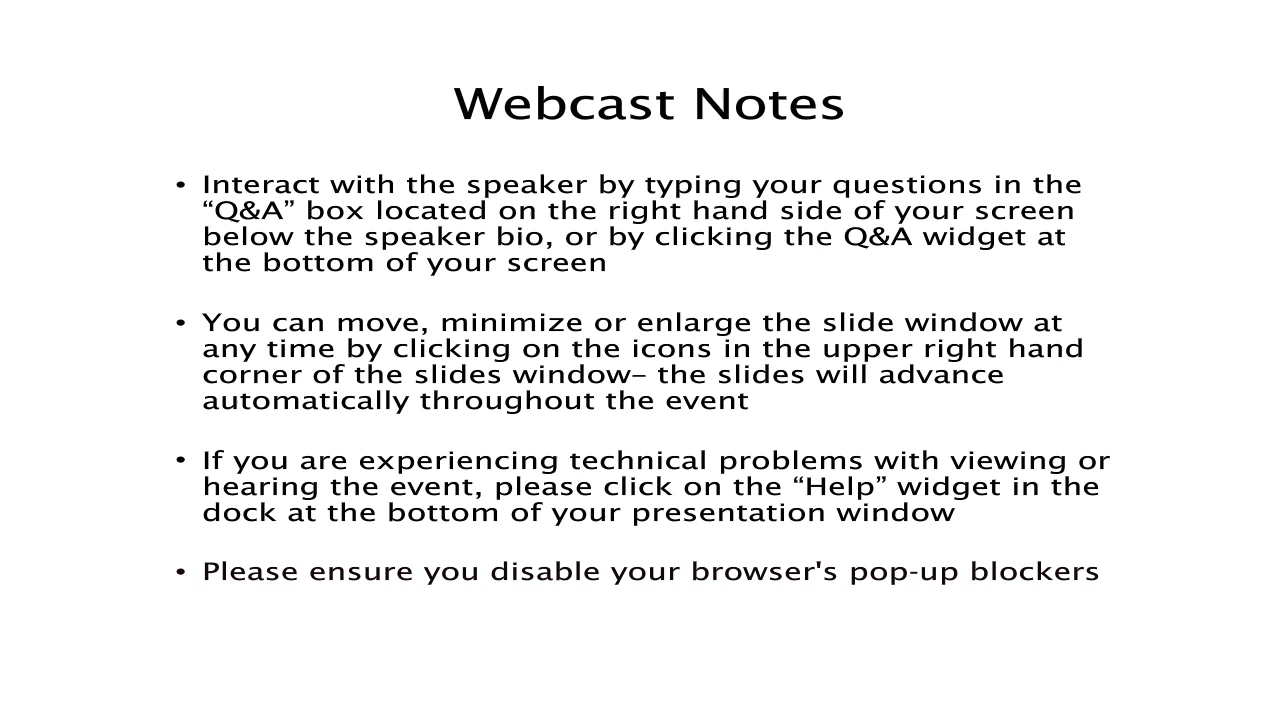 Webcast Notes
• Interact with the speaker by typing your questions in the
“Q&A” box located on the right hand side of your screen
below the speaker bio, or by clicking the Q&A widget at
the bottom of your screen
• You can move, minimize or enlarge the slide window at
any time by clicking on the icons in the upper right hand
corner of the slides window– the slides will advance
automatically throughout the event
• If you are experiencing technical problems with viewing or
hearing the event, please click on the “Help” widget in the
dock at the bottom of your presentation window
• Please ensure you disable your browser's pop-up blockers